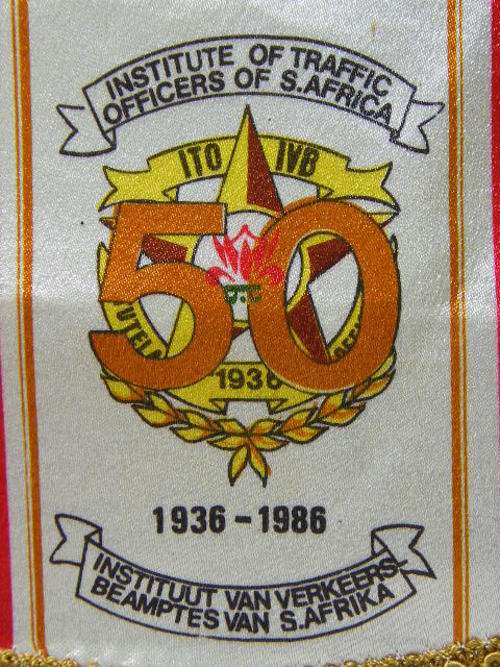 INSTITUTE OF TRAFFIC
OFFICERS OF S.AFRICA
ITO IVB
50
1936
1936 - 1986
INSTITUUT VAN VERKEERS-
BEAMPTES VAN S.AFRIKA